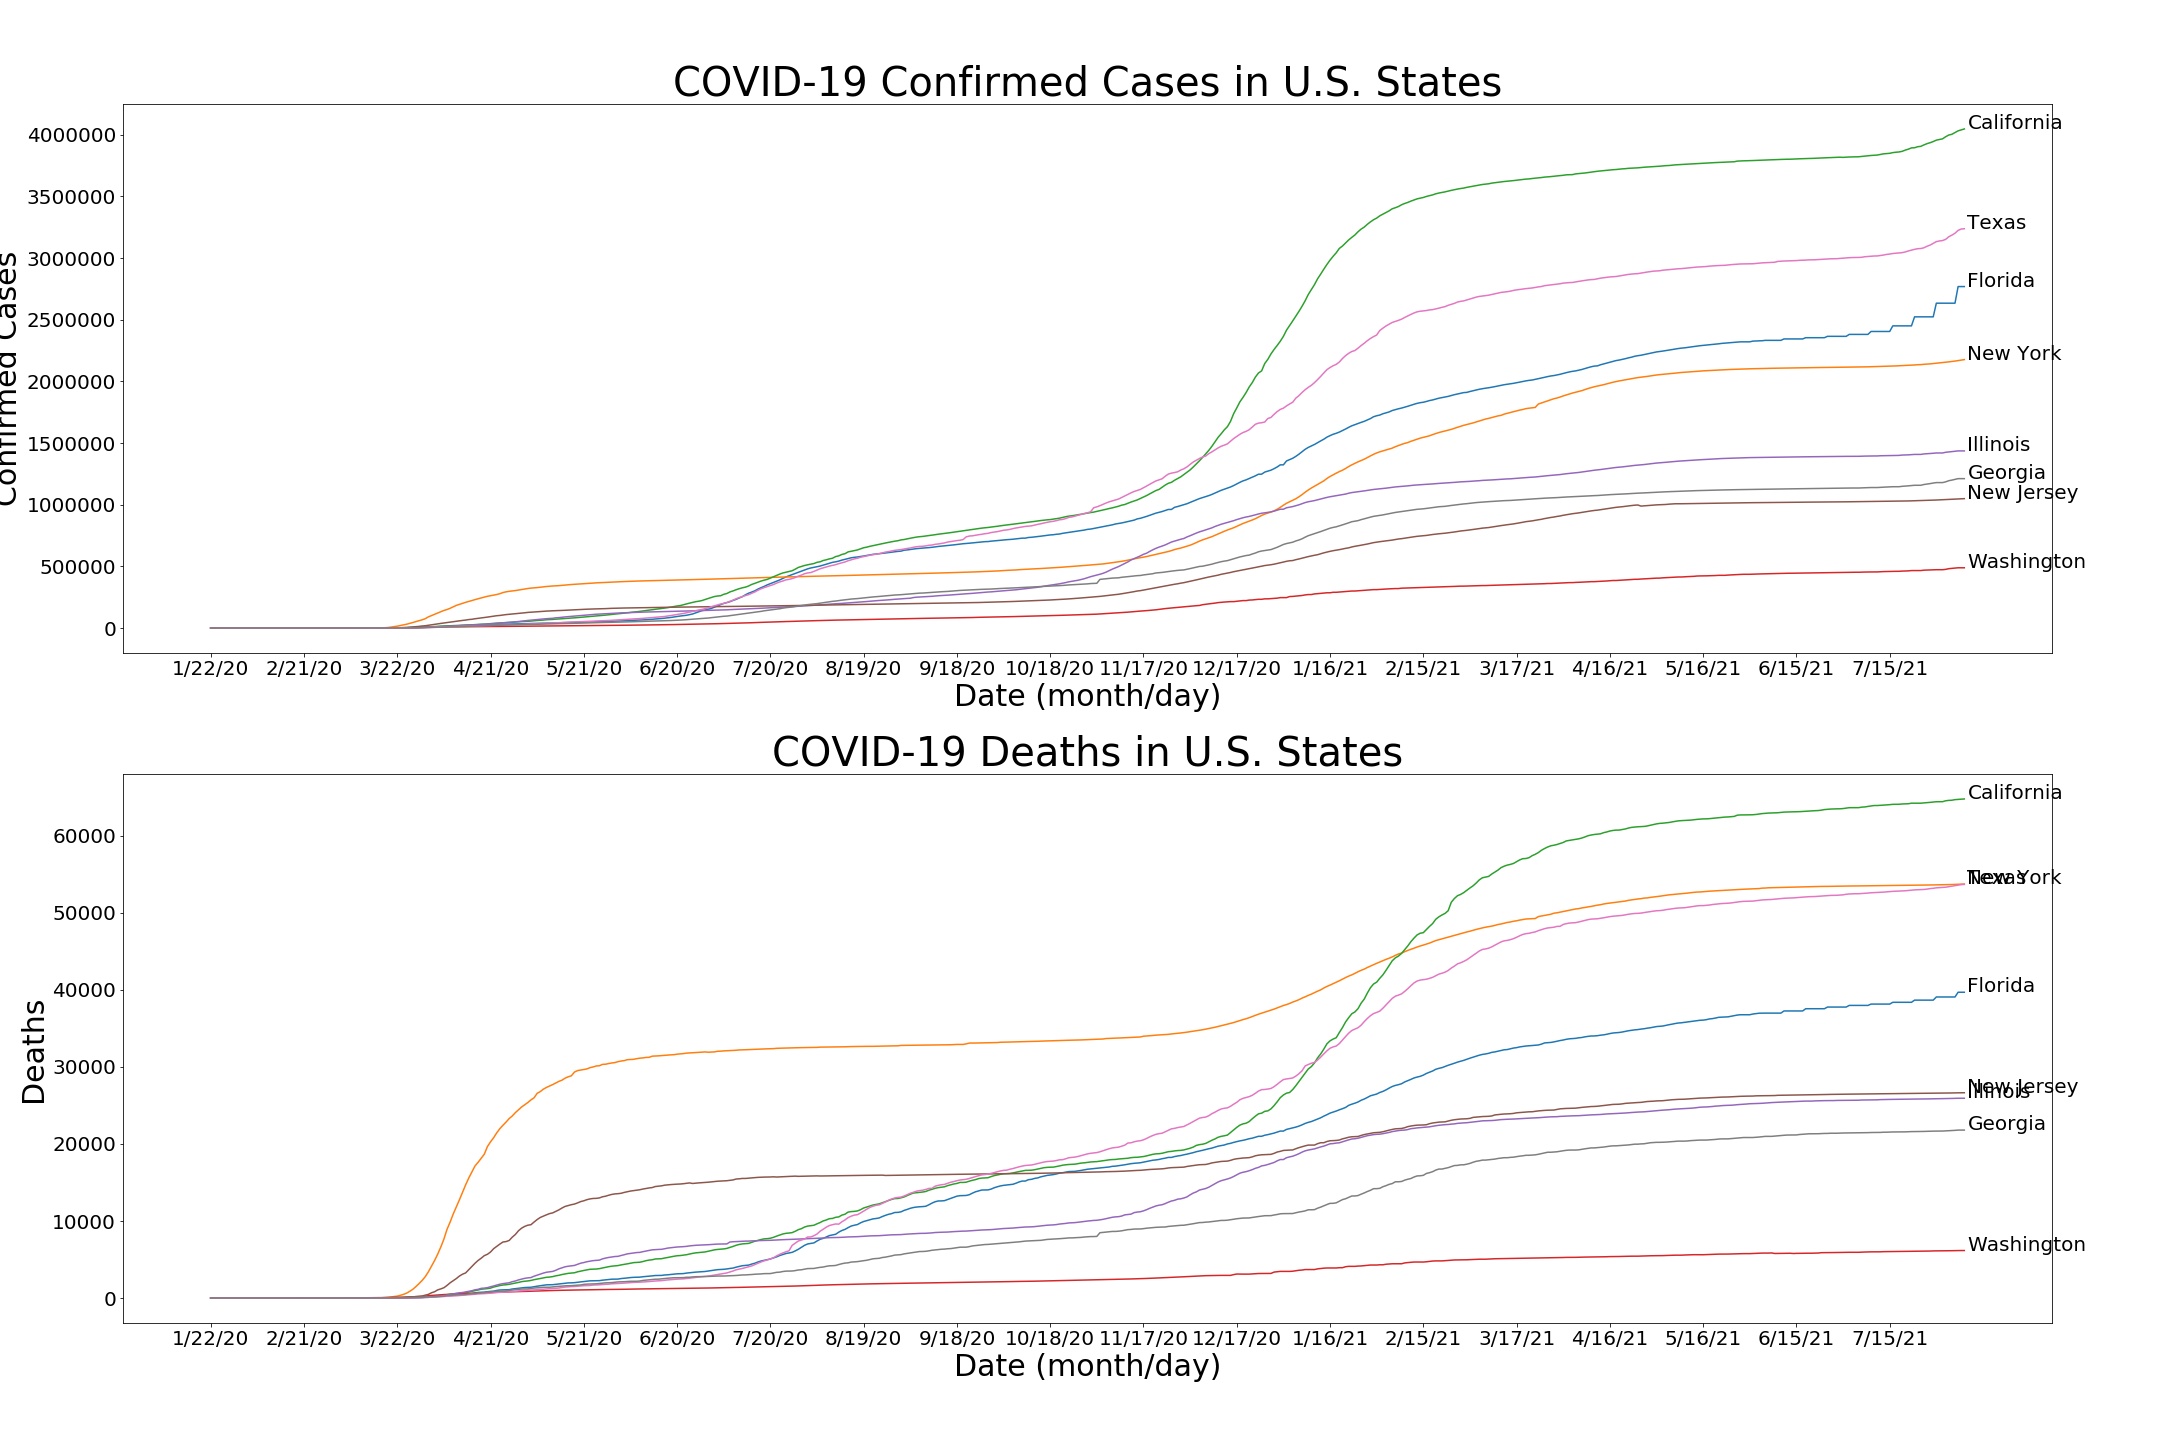 COVID-19 Confirmed Cases in U.S. States
Confirmed Cases
4000000
3500000
3000000
2500000
2000000
1500000
1000000
500000
0
California
Texas
Florida
New York
Illinois
Georgia
New Jersey
Washington
1/22/20 2/21/20 3/22/20 4/21/20 5/21/20 6/20/20 7/20/20 8/19/20 9/18/20 10/18/20 11/17/20 12/17/20 1/16/21 2/15/21 3/17/21 4/16/21 5/16/21 6/15/21 7/15/21
Date (month/day)
COVID-19 Deaths in U.S. States
Deaths
60000
50000
40000
30000
20000
10000
0
California
Texas
New York
Florida
New Jersey
Illinois
Georgia
Washington
1/22/20 2/21/20 3/22/20 4/21/20 5/21/20 6/20/20 7/20/20 8/19/20 9/18/20 10/18/20 11/17/20 12/17/20 1/16/21 2/15/21 3/17/21 4/16/21 5/16/21 6/15/21 7/15/21
Date (month/day)